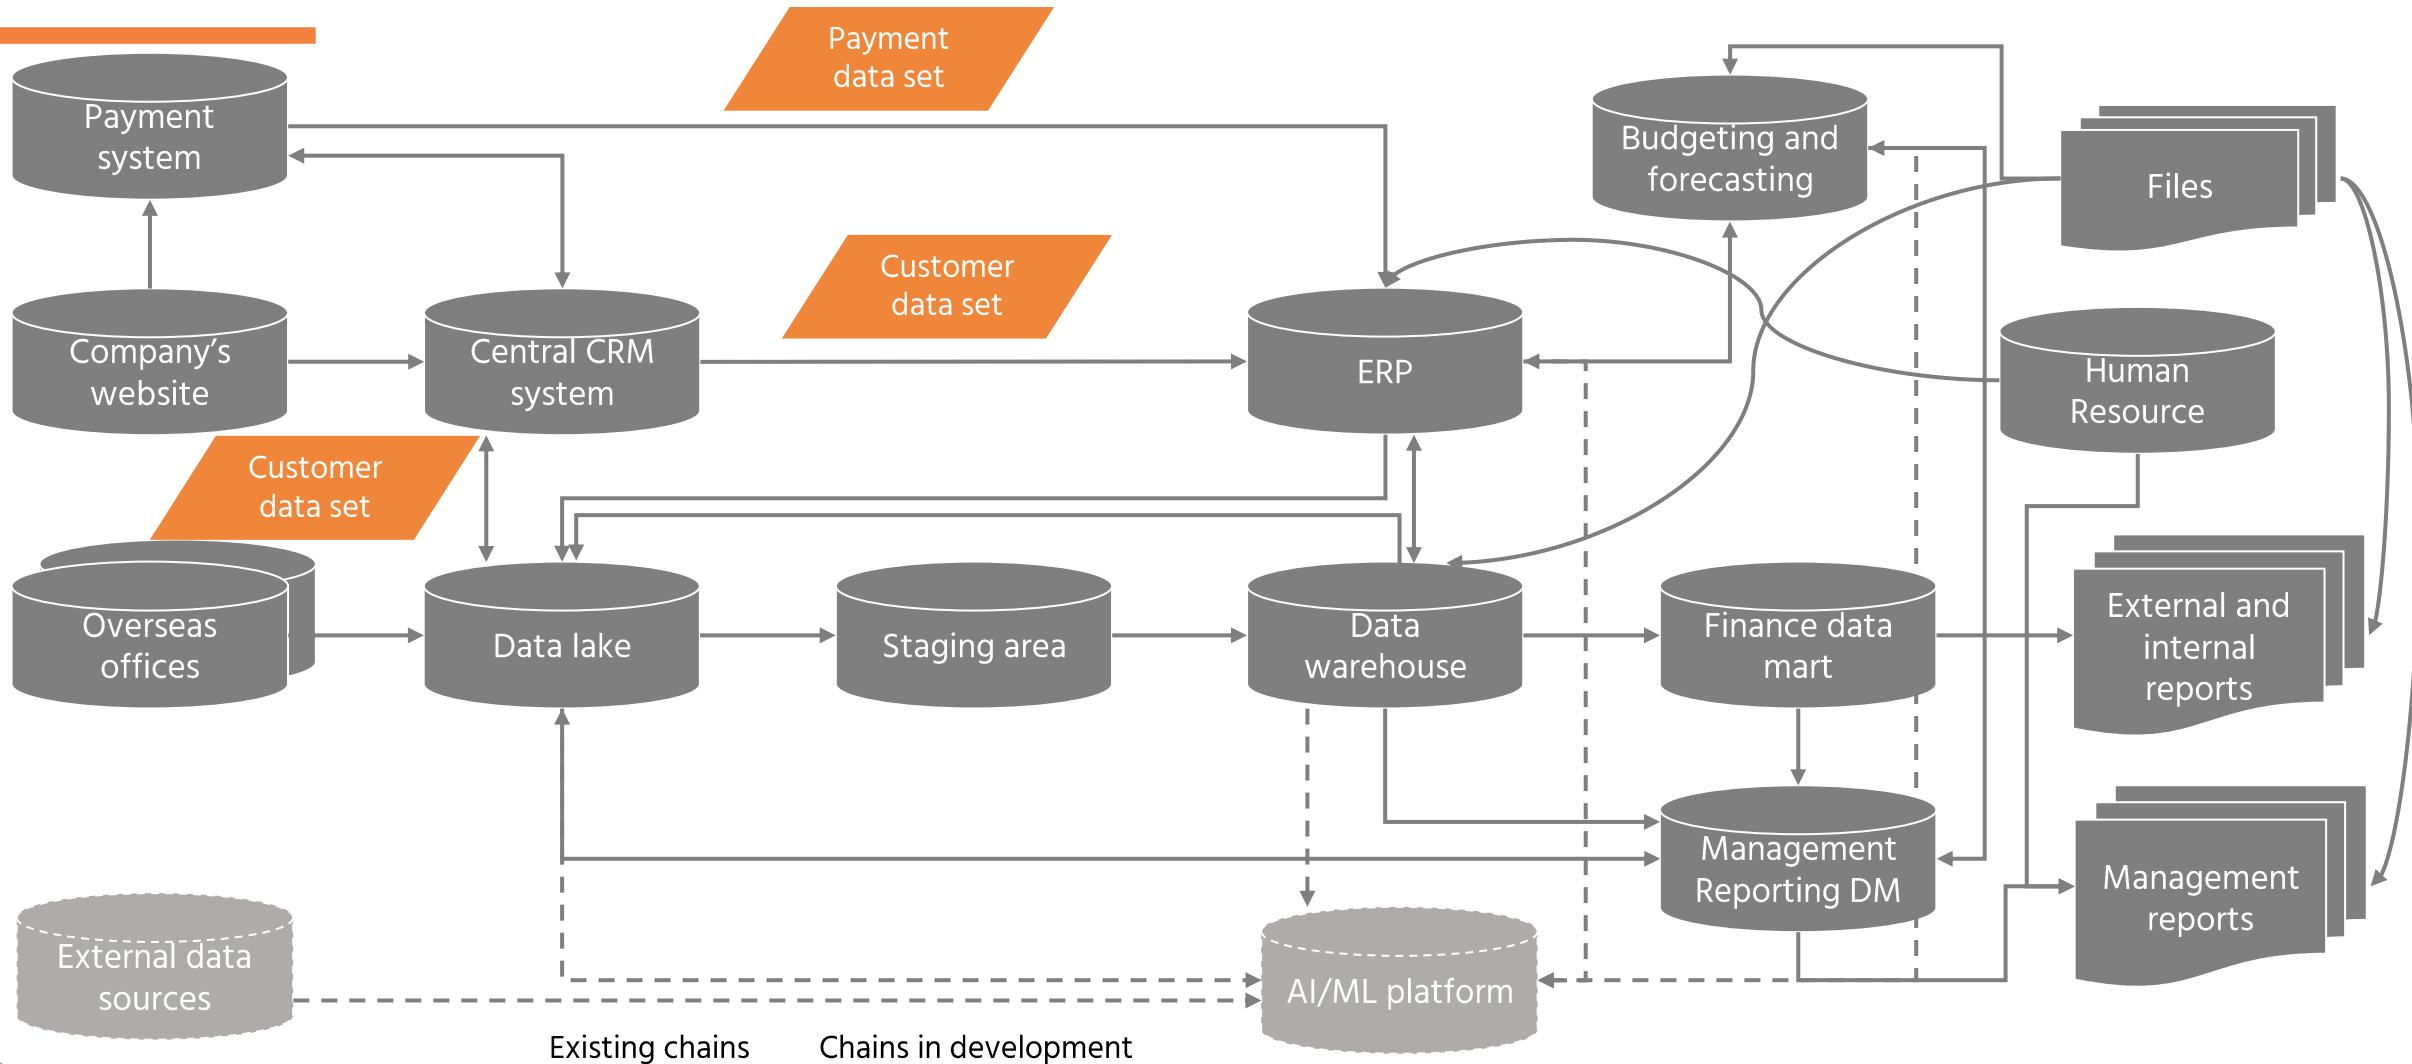 Payment
data set
Payment
system
Budgeting and
forecasting
Files
Customer
data set
Company’s
website
Central CRM
system
ERP
Human
Resource
Customer
data set
Overseas
offices
Data lake
Staging area
Data
warehouse
Finance data
mart
External and
internal
reports
Management
Reporting DM
Management
reports
External data
sources
AI/ML platform
Existing chains
Chains in development